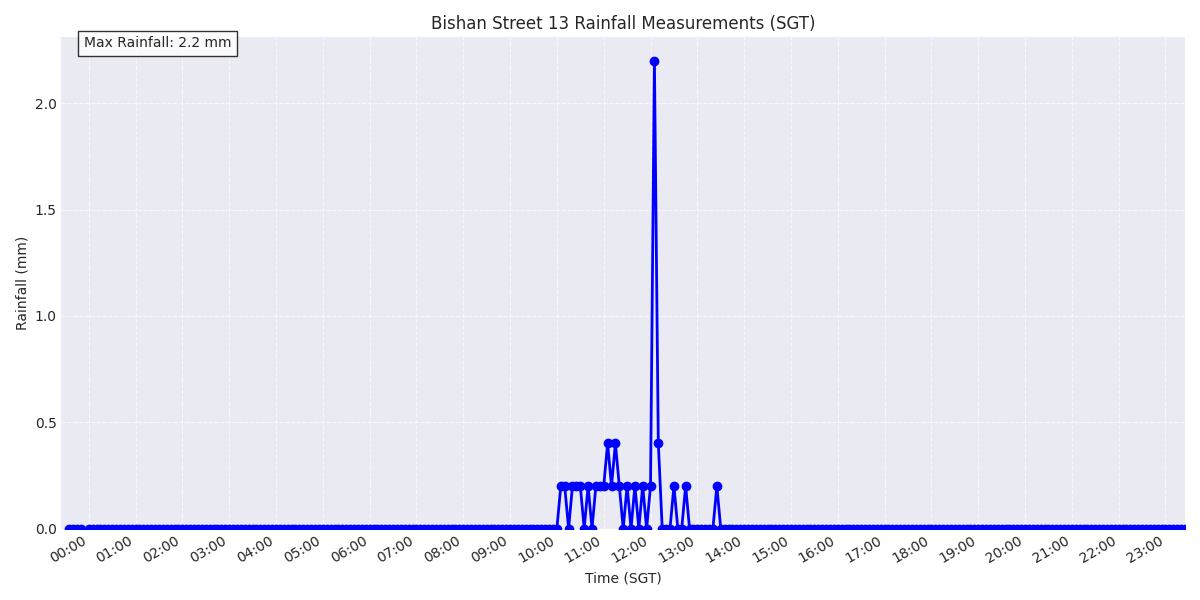 Bishan Street 13 Rainfall Measurements (SGT)
Max Rainfall: 2.2 mm
Rainfall (mm)
2.0
1.5
1.0
0.5
0.0
00:00 01:00 02:00 03:00 04:00 05:00 06:00 07:00 08:00 09:00 10:00 11:00 12:00 13:00 14:00 15:00 16:00 17:00 18:00 19:00 20:00 21:00 22:00 23:00
Time (SGT)